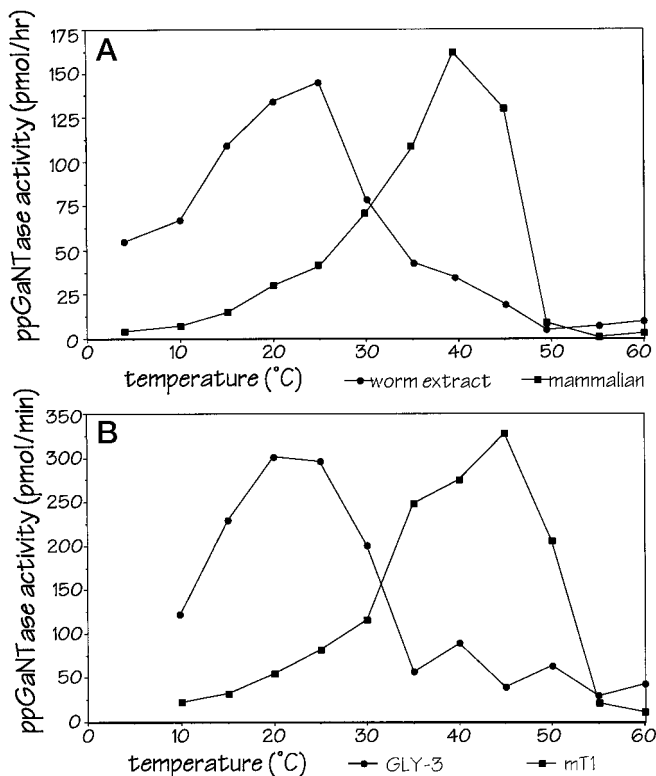 A
ppGaNTase activity (pmol/hr)
175
150
125
100
75
50
25
0
0 10 20 30 40 50 60
temperature (°C) worm extract mammalian
B
ppGaNTase activity (pmol/min)
350
300
250
200
150
100
50
0
0 10 20 30 40 50 60
temperature (°C) GLY-3 mT1